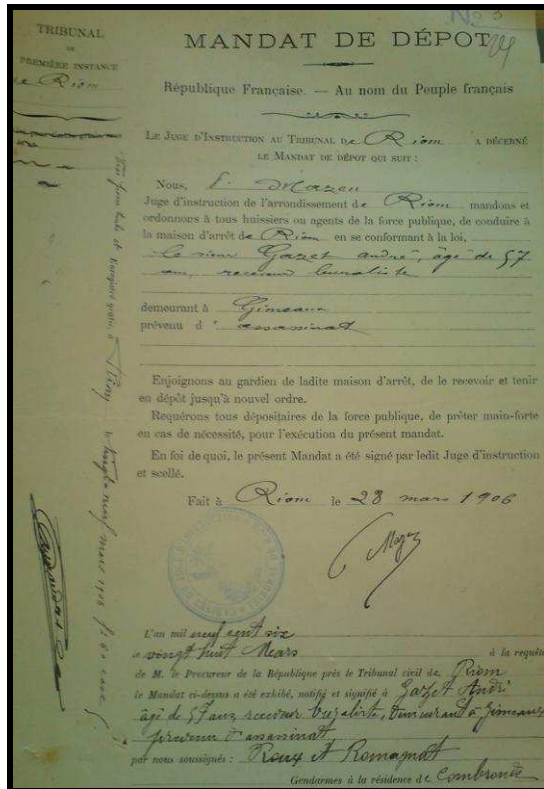 No 3
TRIBUNAL
DE
PREMIÈRE INSTANCE
de Riom
MANDAT DE DÉPOT
République Française. — Au nom du Peuple français
LE JUGE D'INSTRUCTION AU TRIBUNAL De Riom A DÉCERNÉ
LE MANDAT DE DÉPOT QUI SUIT :
Nous, E. Mazen
Juge d'instruction de l'arrondissement de Riom mandons et
ordonnons à tous huissiers ou agents de la force publique, de conduire à
la maison d'arrêt de Riom en se conformant à la loi,
le sieur Gazet andré, âgé de 57
ans, receveur buraliste
demeurant à Gimeaux
prévenu d' assassinat
Enjoignons au gardien de ladite maison d'arrêt, de le recevoir et tenir
en dépôt jusqu'à nouvel ordre.
Requérons tous dépositaires de la force publique, de prêter main-forte
en cas de nécessité, pour l'exécution du présent mandat.
En foi de quoi, le présent Mandat a été signé par ledit Juge d'instruction
et scellé.
Fait à Riom le 28 mars 1906
L'an mil neuf cent six
e vingt huit Mars à la requête
de M. le Procureur de la République près le Tribunal civil de Riom
le Mandat ci-dessus a été exhibé, notifié et signifié à Gazet André
âgé de 57 ans receveur buraliste, demeurant à Gimeaux
prévenu d'assassinat
par nous soussignés : Roux et Romagnat
Gendarmes à la résidence de Combronde